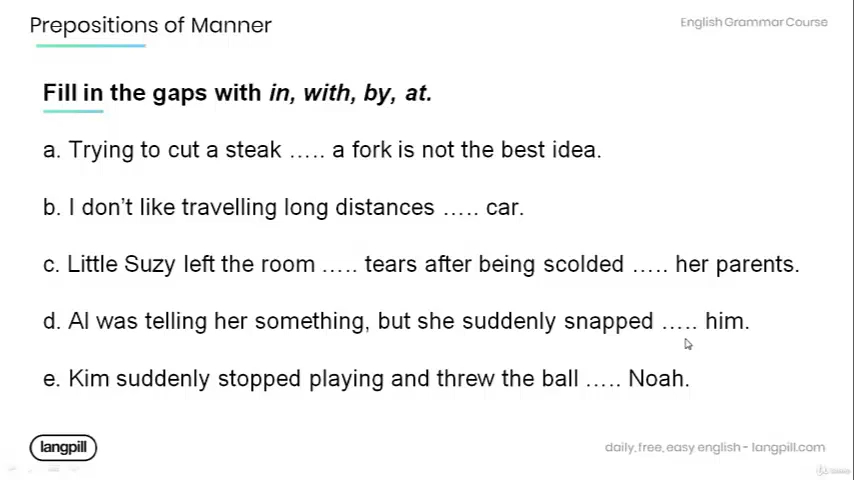 Prepositions of Manner
English Grammar Course
Fill in the gaps with in, with, by, at.
a. Trying to cut a steak ..... a fork is not the best idea.
b. I don't like travelling long distances ..... car.
c. Little Suzy left the room ..... tears after being scolded ..... her parents.
d. Al was telling her something, but she suddenly snapped ..... him.
e. Kim suddenly stopped playing and threw the ball ..... Noah.
langpill
daily, free, easy english - langpill.com
Udemy